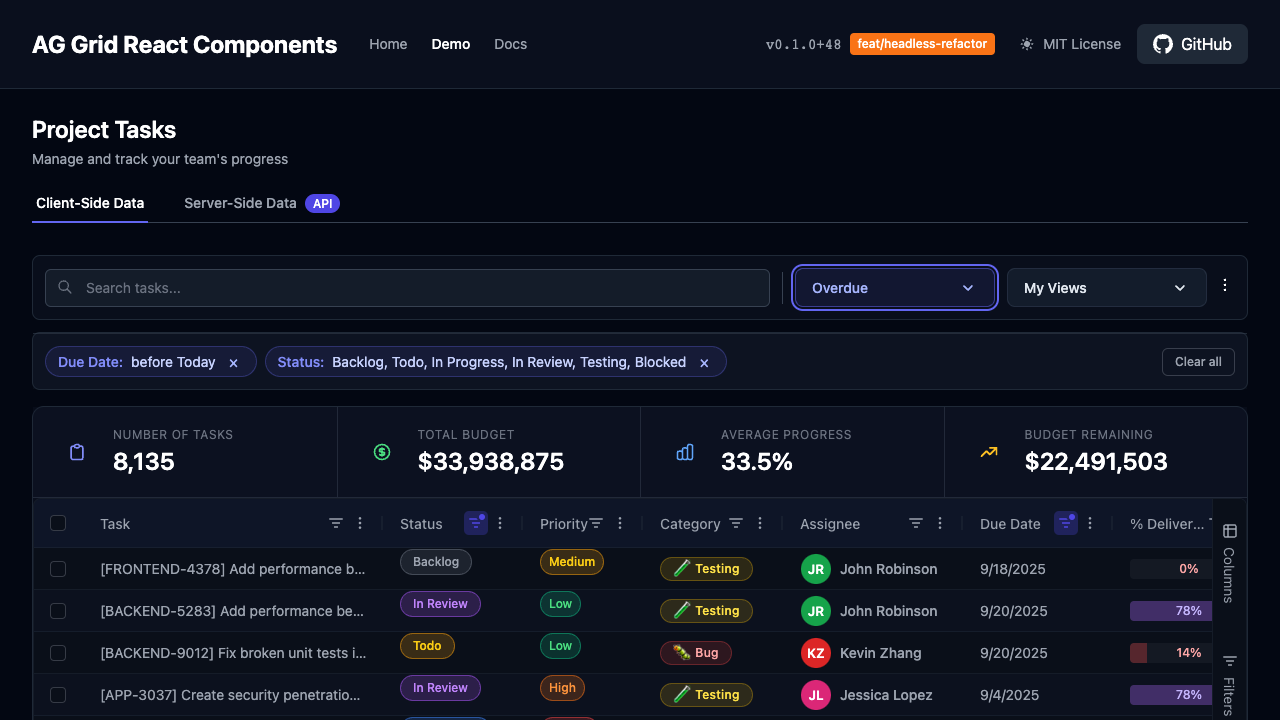 AG Grid React Components Home Demo Docs v0.1.0+48 feat/headless-refactor MIT License GitHub
Project Tasks
Manage and track your team's progress
Client-Side Data Server-Side Data API
Search tasks... Overdue My Views
Due Date: before Today × Status: Backlog, Todo, In Progress, In Review, Testing, Blocked × Clear all
NUMBER OF TASKS TOTAL BUDGET AVERAGE PROGRESS BUDGET REMAINING
8,135 $33,938,875 33.5% $22,491,503
Task Status Priority Category Assignee Due Date % Deliver...
[FRONTEND-4378] Add performance b... Backlog Medium Testing JR John Robinson 9/18/2025 0%
[BACKEND-5283] Add performance be... In Review Low Testing JR John Robinson 9/20/2025 78%
[BACKEND-9012] Fix broken unit tests i... Todo Low Bug KZ Kevin Zhang 9/20/2025 14%
[APP-3037] Create security penetratio... In Review High Testing JL Jessica Lopez 9/4/2025 78%
Columns
Filters